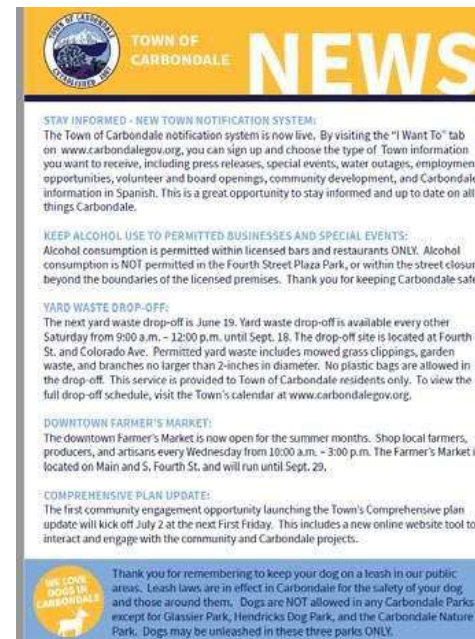 TOWN OF CARBONDALE
ESTABLISHED 1887
TOWN OF
CARBONDALE
NEWS
STAY INFORMED - NEW TOWN NOTIFICATION SYSTEM:
The Town of Carbondale notification system is now live. By visiting the “I Want To” tab
on www.carbondalegov.org, you can sign up and choose the type of Town information
you want to receive, including press releases, special events, water outages, employmen
opportunities, volunteer and board openings, community development, and Carbondale
information in Spanish. This is a great opportunity to stay informed and up to date on all
things Carbondale.
KEEP ALCOHOL USE TO PERMITTED BUSINESSES AND SPECIAL EVENTS:
Alcohol consumption is permitted within licensed bars and restaurants ONLY. Alcohol
consumption is NOT permitted in the Fourth Street Plaza Park, or within the street closur
beyond the boundaries of the licensed premises. Thank you for keeping Carbondale safe
YARD WASTE DROP-OFF:
The next yard waste drop-off is June 19. Yard waste drop-off is available every other
Saturday from 9:00 a.m. – 12:00 p.m. until Sept. 18. The drop-off site is located at Fourth
St. and Colorado Ave. Permitted yard waste includes mowed grass clippings, garden
waste, and branches no larger than 2-inches in diameter. No plastic bags are allowed in
the drop-off. This service is provided to Town of Carbondale residents only. To view the
full drop-off schedule, visit the Town’s calendar at www.carbondalegov.org.
DOWNTOWN FARMER’S MARKET:
The downtown Farmer’s Market is now open for the summer months. Shop local farmers,
producers, and artisans every Wednesday from 10:00 a.m. – 3:00 p.m. The Farmer’s Market i
located on Main and S. Fourth St. and will run until Sept. 29.
COMPREHENSIVE PLAN UPDATE:
The first community engagement opportunity launching the Town’s Comprehensive plan
update will kick off July 2 at the next First Friday. This includes a new online website tool to
interact and engage with the community and Carbondale projects.
WE LOVE
DOGS IN
CARBONDALE
Thank you for remembering to keep your dog on a leash in our public
areas. Leash laws are in effect in Carbondale for the safety of your dog
and those around them. Dogs are NOT allowed in any Carbondale Parks
except for Glassier Park, Hendricks Dog Park, and the Carbondale Nature
Park. Dogs may be unleashed in these three parks ONLY.